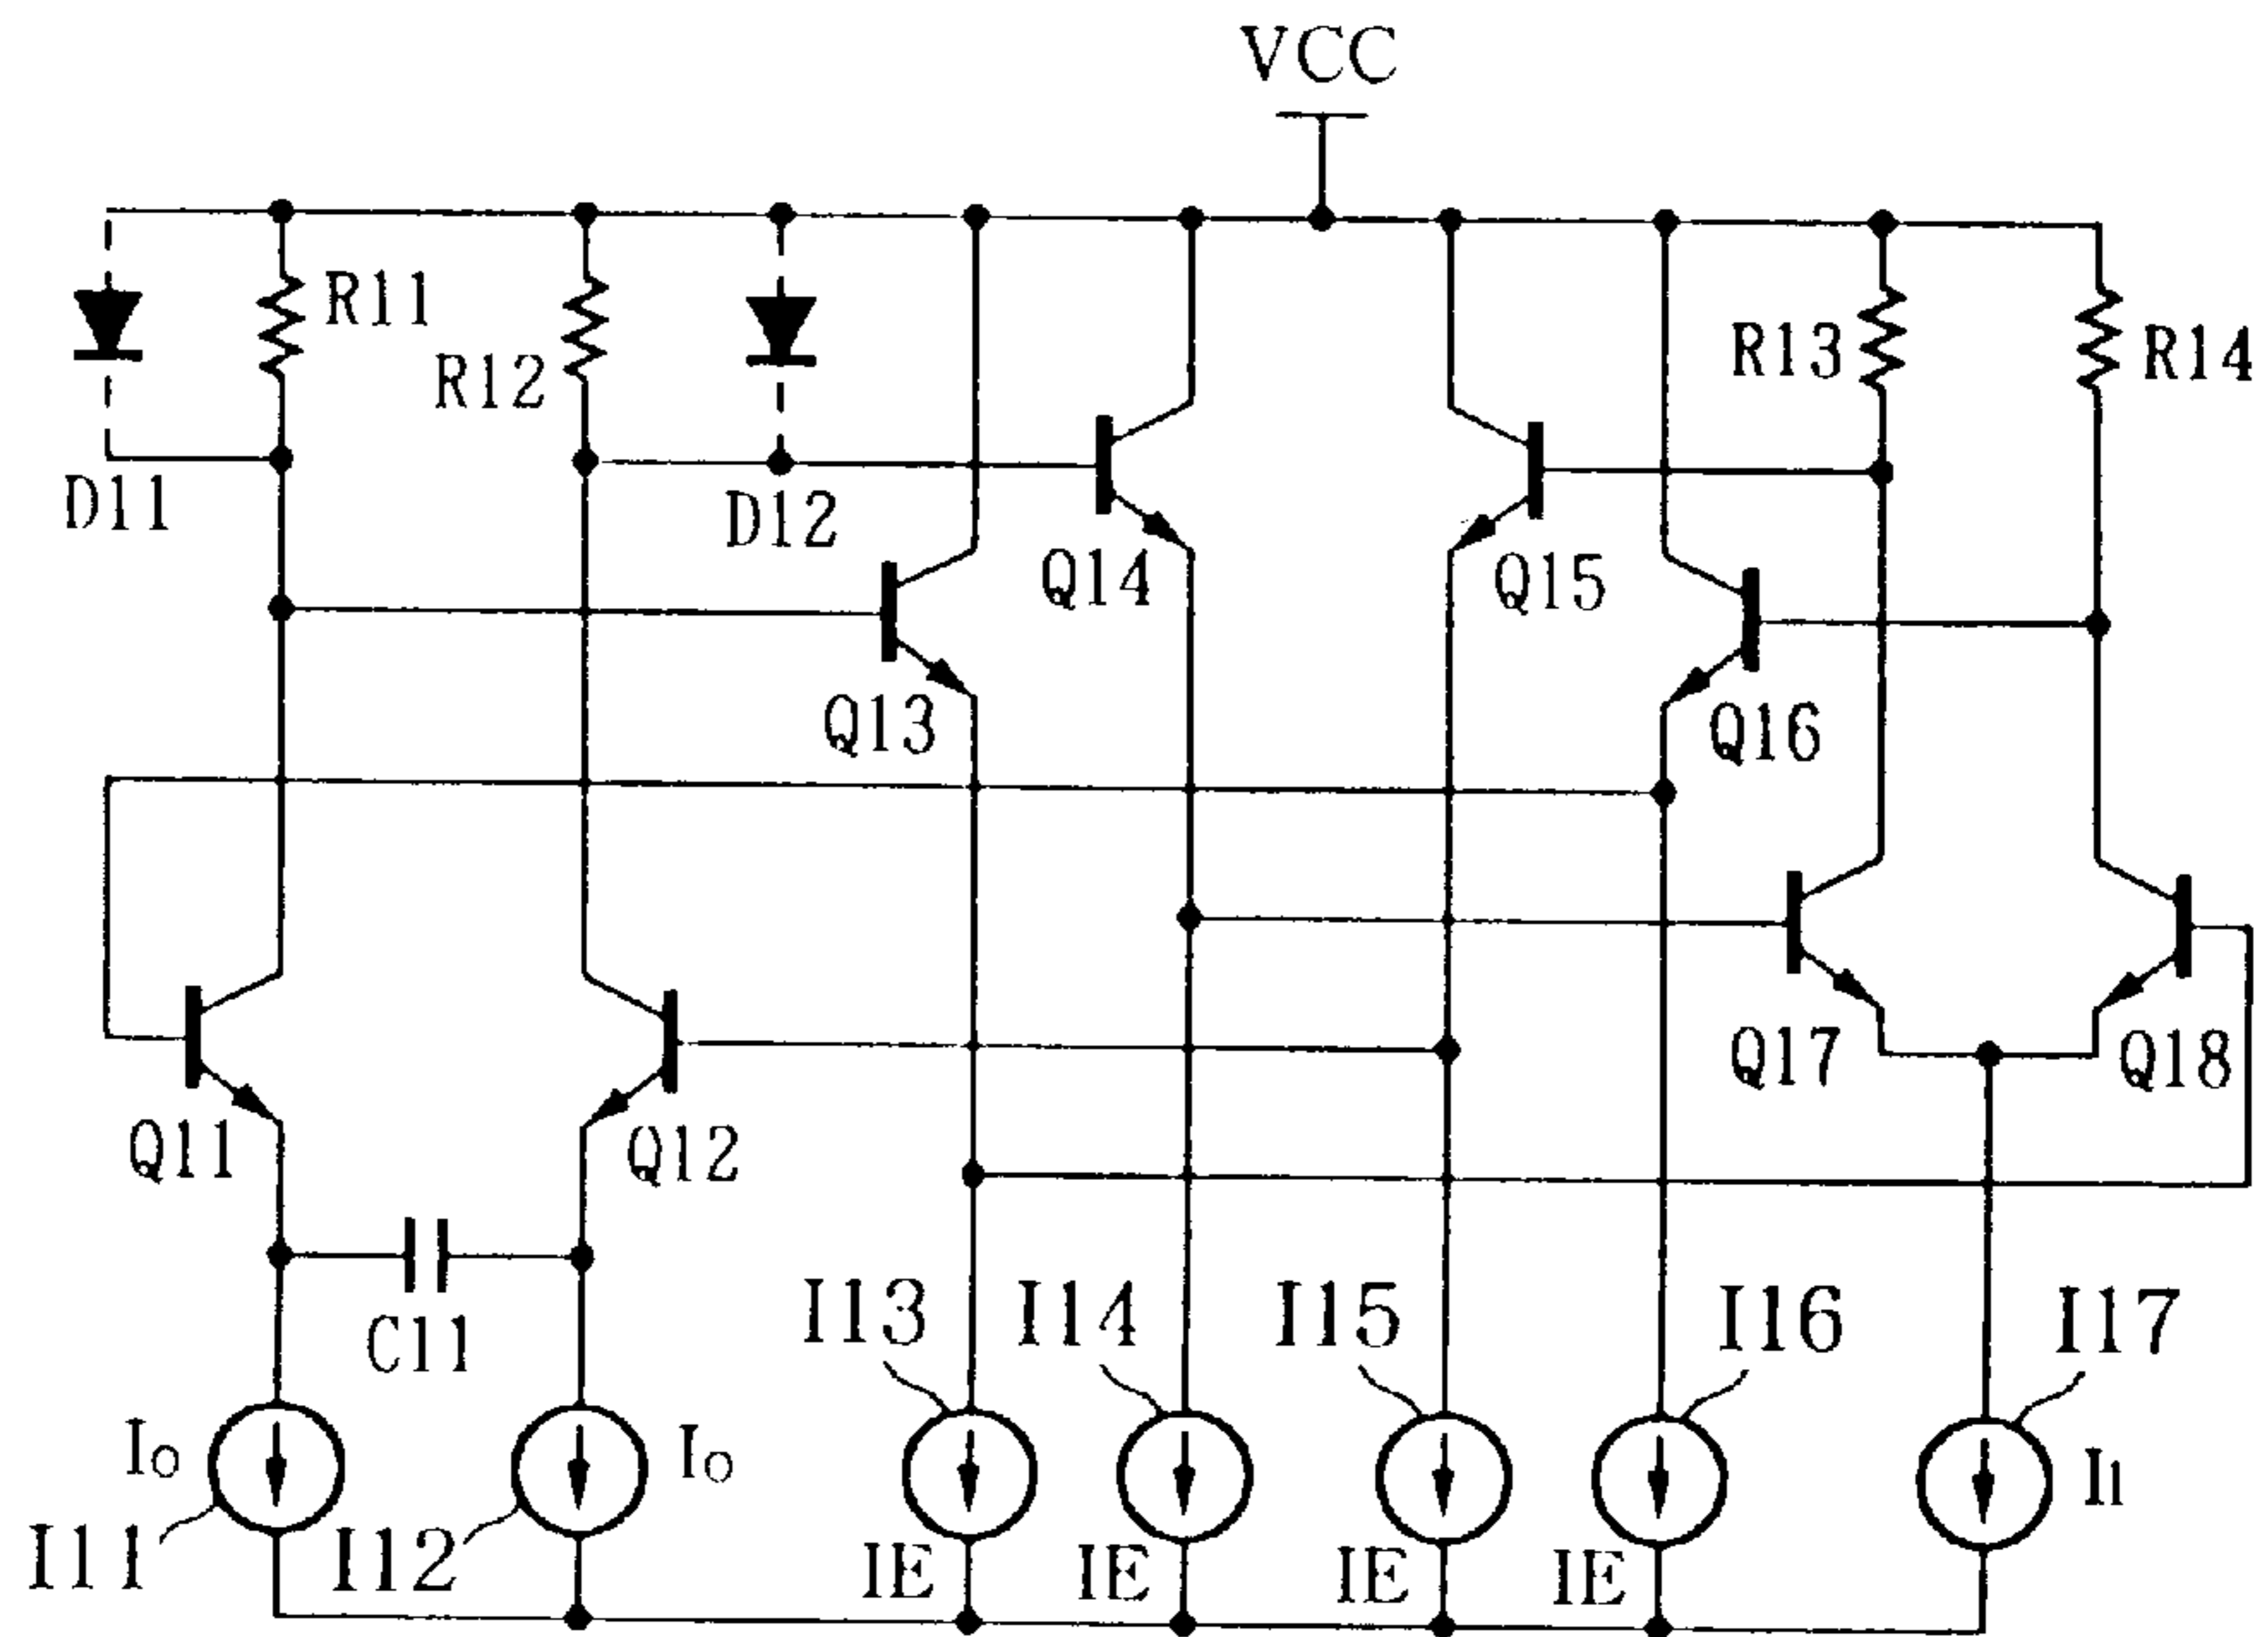 VCC
R11
R12
R13
R14
D11
D12
Q14
Q15
Q13
Q16
Q11
Q12
Q17
Q18
C11
I13
I14
I15
I16
I17
Io
Io
I1
I11
I12
IE
IE
IE
IE